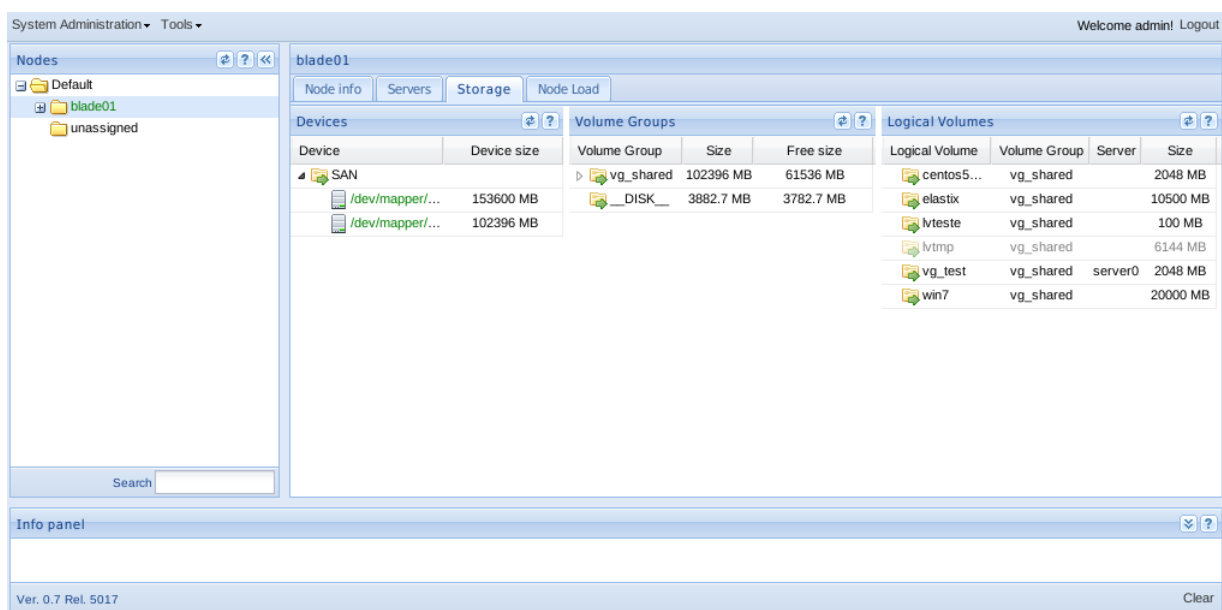 System Administration Tools Welcome admin! Logout
Nodes
Default
blade01
unassigned
Search
blade01
Node info Servers Storage Node Load
Devices
Device Device size
SAN
/dev/mapper/... 153600 MB
/dev/mapper/... 102396 MB
Volume Groups
Volume Group Size Free size
vg_shared 102396 MB 61536 MB
__DISK__ 3882.7 MB 3782.7 MB
Logical Volumes
Logical Volume Volume Group Server Size
centos5... vg_shared 2048 MB
elastix vg_shared 10500 MB
lvteste vg_shared 100 MB
lvtmp vg_shared 6144 MB
vg_test vg_shared server0 2048 MB
win7 vg_shared 20000 MB
Info panel
Ver. 0.7 Rel. 5017 Clear